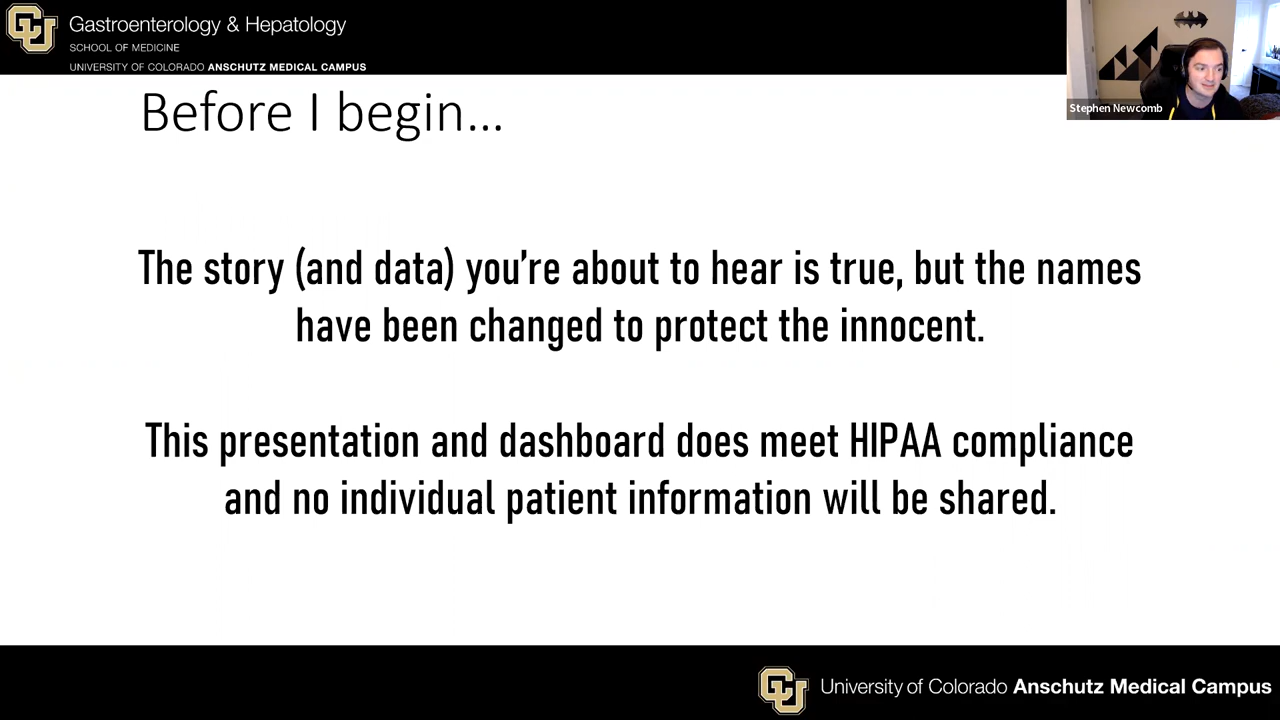 Gastroenterology & Hepatology
SCHOOL OF MEDICINE
UNIVERSITY OF COLORADO ANSCHUTZ MEDICAL CAMPUS
Stephen Newcomb
Before I begin...
The story (and data) you're about to hear is true, but the names
have been changed to protect the innocent.
This presentation and dashboard does meet HIPAA compliance
and no individual patient information will be shared.
University of Colorado Anschutz Medical Campus